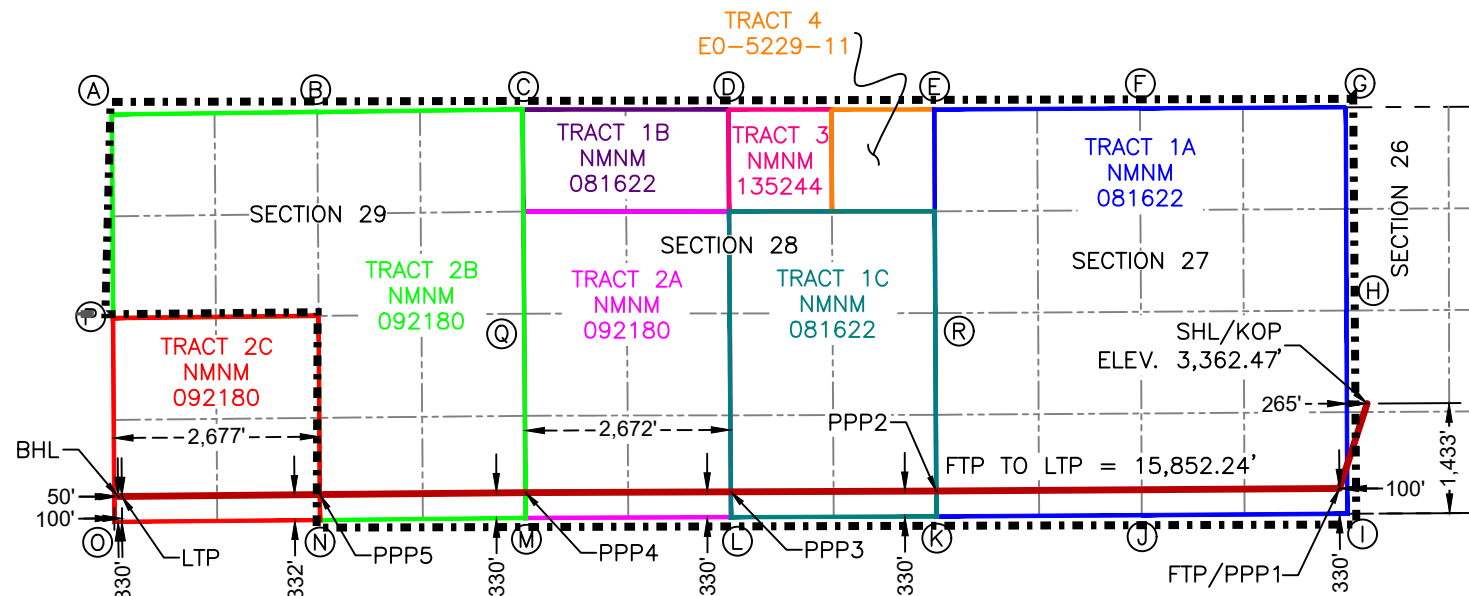 TRACT 4
E0-5229-11
A
B
C
D
E
F
G
TRACT 1B
NMNM
081622
TRACT 3
NMNM
135244
TRACT 1A
NMNM
081622
SECTION 26
SECTION 29
SECTION 28
SECTION 27
TRACT 2B
NMNM
092180
TRACT 2A
NMNM
092180
TRACT 1C
NMNM
081622
H
P
Q
R
SHL/KOP
ELEV. 3,362.47'
TRACT 2C
NMNM
092180
265'
2,677'
2,672'
PPP2
1,433'
BHL
FTP TO LTP = 15,852.24'
50'
100'
100'
O
LTP
N
PPP5
M
PPP4
L
PPP3
K
J
I
FTP/PPP1
330'
332'
330'
330'
330'
330'